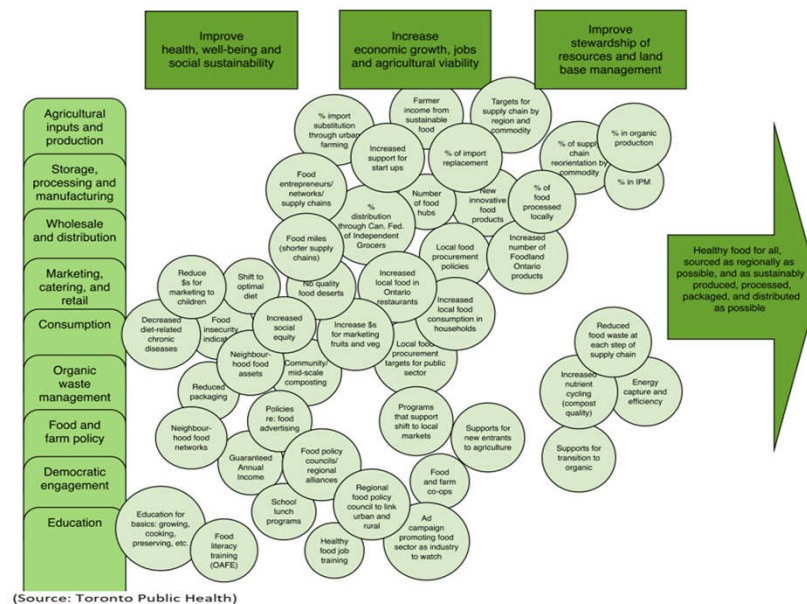 Improve
health, well-being and
social sustainability
Increase
economic growth, jobs
and agricultural viability
Improve
stewardship of
resources and land
base management
Agricultural
inputs and
production
Storage,
processing and
manufacturing
Wholesale and
distribution
Marketing,
catering, and
retail
Consumption
Organic
waste
management
Food and
farm policy
Democratic
engagement
Education
% import
substitution
through urban
farming
Farmer
income from
sustainable
food
Targets for
supply chain by
region and
commodity
Increased
support for
start ups
% of import
replacement
% of supply
chain
reorientation by
commodity
% in organic
production
% in IPM
Food
entrepreneurs/
networks/
supply chains
%
distribution
through Can. Fed.
of Independent
Grocers
Number
of food
hubs
New
innovative
food
products
% of
food
processed
locally
Food miles
(shorter supply
chains)
Local food
procurement
policies
Increased
number of
Foodland
Ontario
products
Reduce
$s for
marketing to
children
Shift to
optimal diet
No quality
food deserts
Increased
local food in
Ontario
restaurants
Increased
local food
consumption in
households
Decreased
diet-related
chronic
diseases
Food
insecurity
Increased
social
equity
Increase $s
for marketing
fruits and veg
Local food
procurement
targets for public
sector
Neighbour-
hood food
assets
Community/
mid-scale
composting
Reduced
packaging
Reduced
food waste at
each step of
supply chain
Increased
nutrient
cycling
(compost
quality)
Energy
capture and
efficiency
Supports for
transition to
organic
Neighbour-
hood food
networks
Policies
re: food
advertising
Programs
that support
shift to local
markets
Supports for
new entrants to
agriculture
Guaranteed
Annual
Income
Food policy
councils/
regional
alliances
Food
and farm
co-ops
School
lunch
programs
Regional
food policy
council to link
urban and
rural
Education for
basics: growing,
cooking,
preserving, etc.
Food
literacy
training
(OAFE)
Healthy
food job
training
Ad
campaign
promoting food
sector as industry
to watch
Healthy food for all,
sourced as regionally as
possible, and as sustainably
produced, processed,
packaged, and distributed
as possible
(Source: Toronto Public Health)